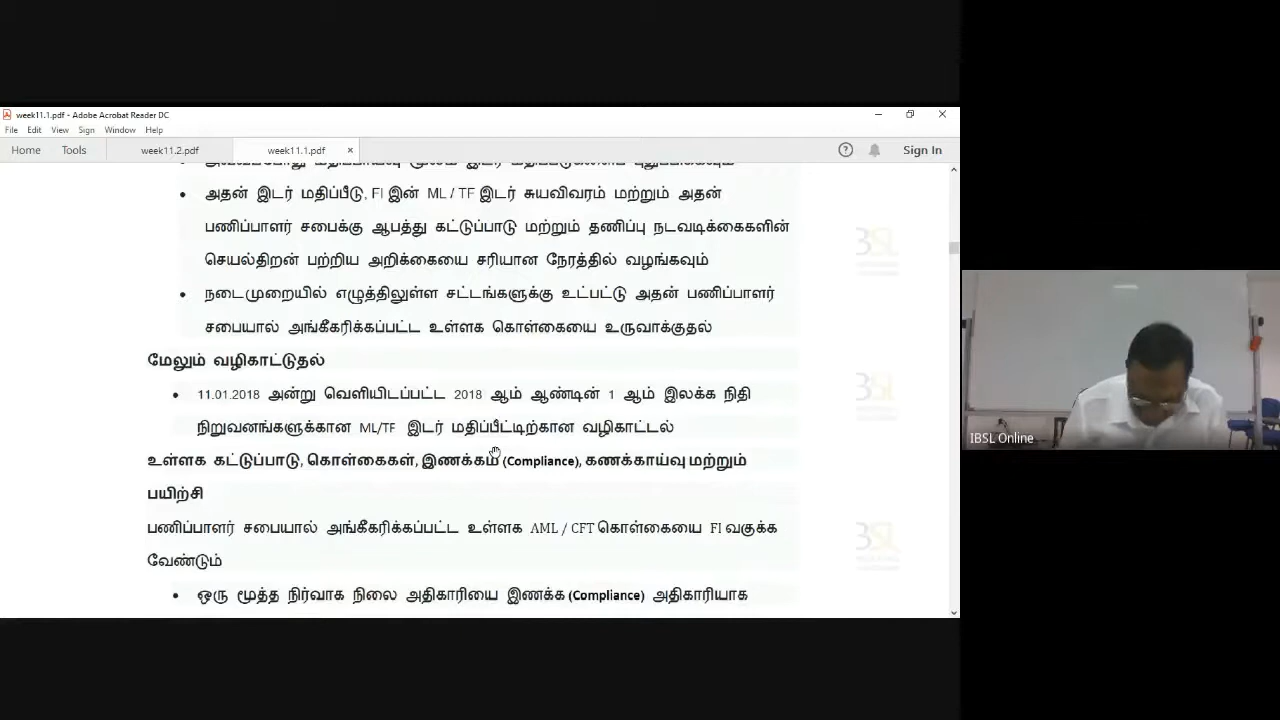 week11.1.pdf - Adobe Acrobat Reader DC
File Edit View Sign Window Help
Home Tools week11.2.pdf week11.1.pdf × Sign In
• அதன் இடர் மதிப்பீடு, FI இன் ML / TF இடர் சுயவிவரம் மற்றும் அதன்
பணிப்பாளர் சபைக்கு ஆபத்து கட்டுப்பாடு மற்றும் தணிப்பு நடவடிக்கைகளின்
செயல்திறன் பற்றிய அறிக்கையை சரியான நேரத்தில் வழங்கவும்
• நடைமுறையில் எழுத்திலுள்ள சட்டங்களுக்கு உட்பட்டு அதன் பணிப்பாளர்
சபையால் அங்கீகரிக்கப்பட்ட உள்ளக கொள்கையை உருவாக்குதல்
மேலும் வழிகாட்டுதல்
• 11.01.2018 அன்று வெளியிடப்பட்ட 2018 ஆம் ஆண்டின் 1 ஆம் இலக்க நிதி
நிறுவனங்களுக்கான ML/TF இடர் மதிப்பீட்டிற்கான வழிகாட்டல்
உள்ளக கட்டுப்பாடு, கொள்கைகள், இணக்கம் (Compliance), கணக்காய்வு மற்றும்
பயிற்சி
பணிப்பாளர் சபையால் அங்கீகரிக்கப்பட்ட உள்ளக AML / CFT கொள்கையை FI வகுக்க
வேண்டும்
• ஒரு மூத்த நிர்வாக நிலை அதிகாரியை இணக்க (Compliance) அதிகாரியாக
IBSL Online